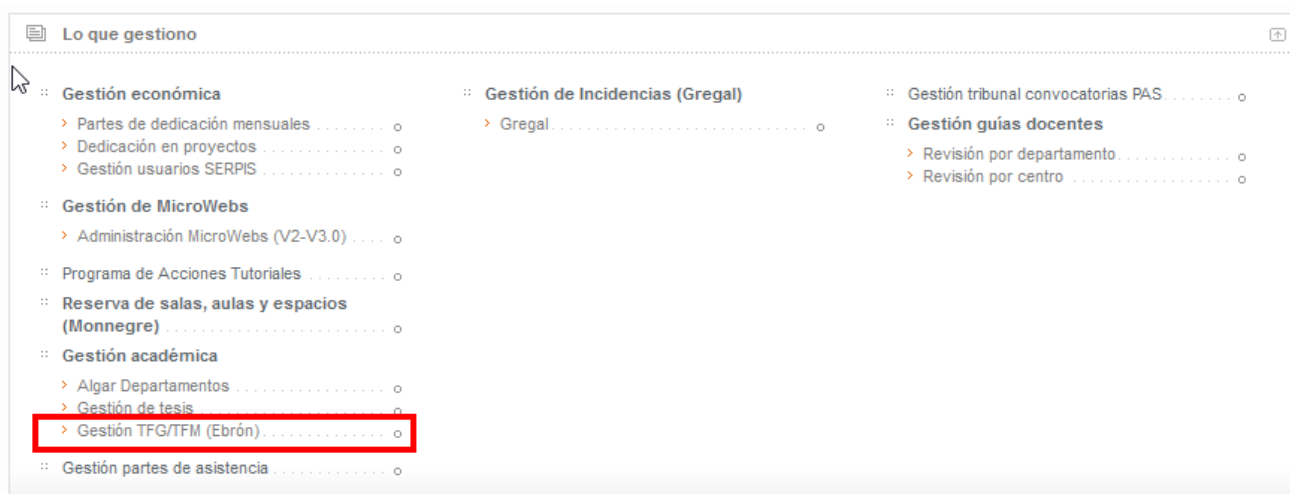 Lo que gestiono
Gestión económica
Partes de dedicación mensuales
Dedicación en proyectos
Gestión usuarios SERPIS
Gestión de MicroWebs
Administración MicroWebs (V2-V3.0)
Programa de Acciones Tutoriales
Reserva de salas, aulas y espacios
(Monnegre)
Gestión académica
Algar Departamentos
Gestión de tesis
Gestión TFG/TFM (Ebrón)
Gestión partes de asistencia
Gestión de Incidencias (Gregal)
Gregal
Gestión tribunal convocatorias PAS
Gestión guías docentes
Revisión por departamento
Revisión por centro